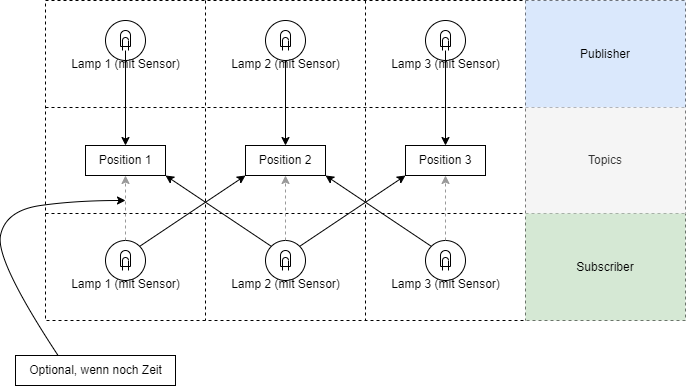 Lamp 1 (mit Sensor)
Lamp 2 (mit Sensor)
Lamp 3 (mit Sensor)
Publisher
Position 1
Position 2
Position 3
Topics
Lamp 1 (mit Sensor)
Lamp 2 (mit Sensor)
Lamp 3 (mit Sensor)
Subscriber
Optional, wenn noch Zeit